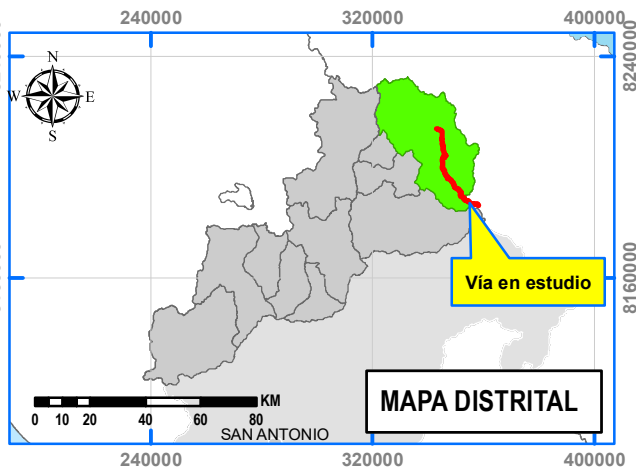 240000 320000 400000
8240000
N
W E
S
8160000
Vía en estudio
KM
0 10 20 40 60 80
MAPA DISTRITAL
SAN ANTONIO
240000 320000 400000